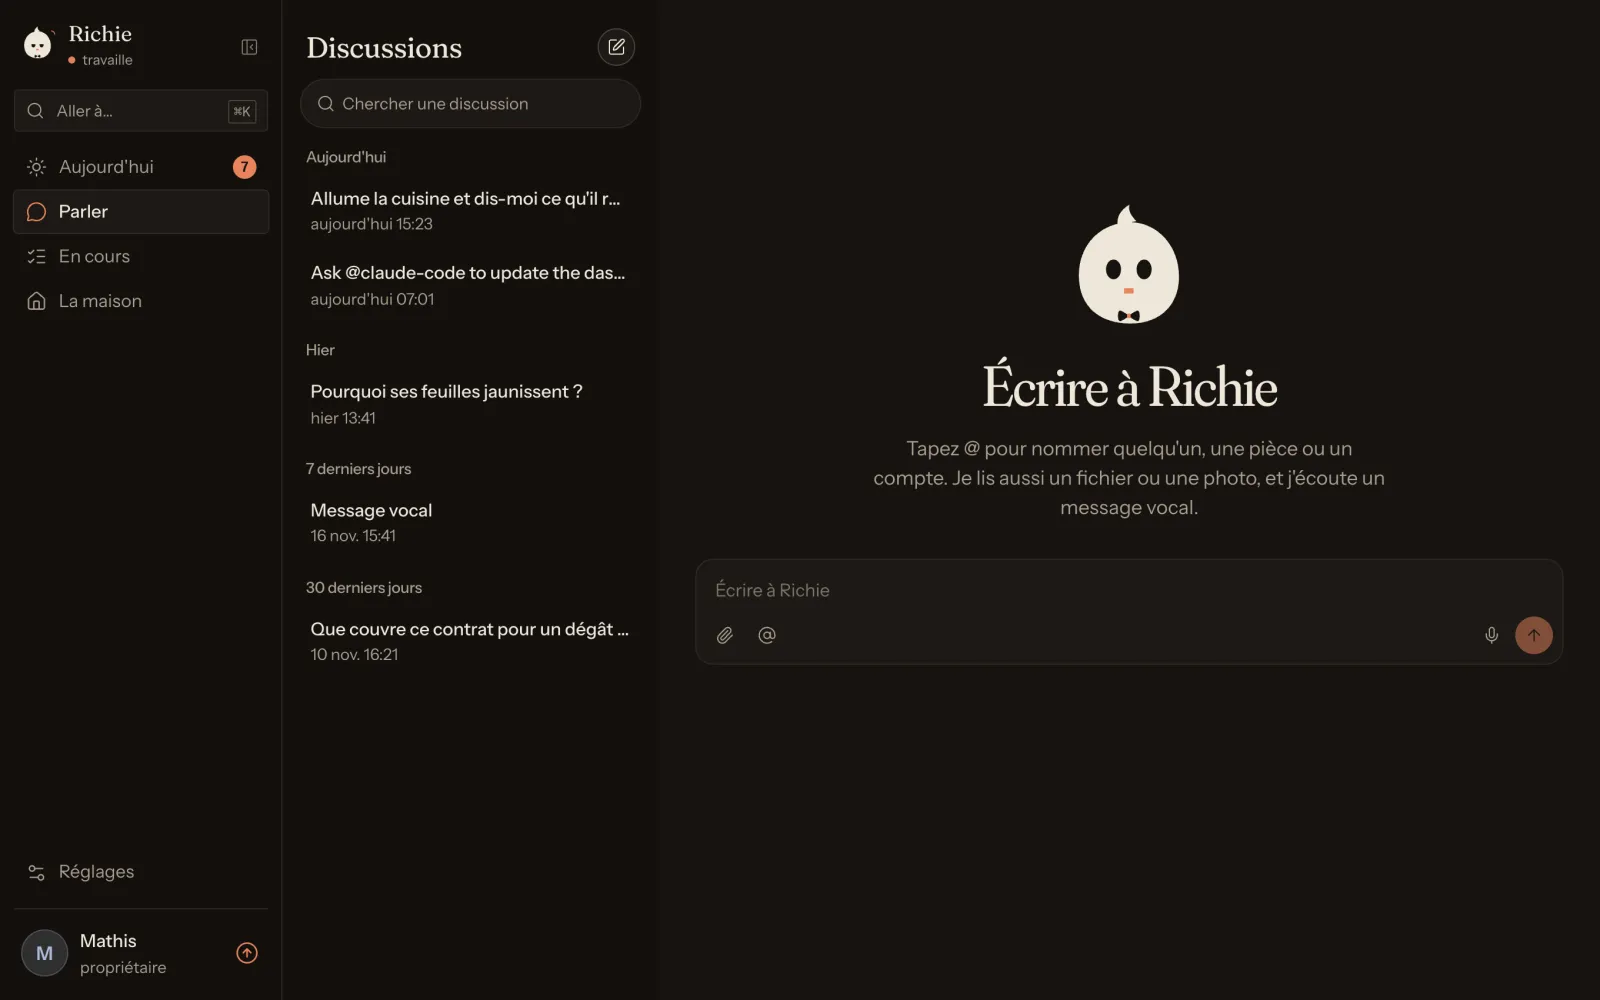 Richie
travaille
Aller à...
⌘K
Aujourd'hui
7
Parler
En cours
La maison
Réglages
M
Mathis
propriétaire
Discussions
Chercher une discussion
Aujourd'hui
Allume la cuisine et dis-moi ce qu'il r...
aujourd'hui 15:23
Ask @claude-code to update the das...
aujourd'hui 07:01
Hier
Pourquoi ses feuilles jaunissent ?
hier 13:41
7 derniers jours
Message vocal
16 nov. 15:41
30 derniers jours
Que couvre ce contrat pour un dégât ...
10 nov. 16:21
Écrire à Richie
Tapez @ pour nommer quelqu'un, une pièce ou un
compte. Je lis aussi un fichier ou une photo, et j'écoute un
message vocal.
Écrire à Richie